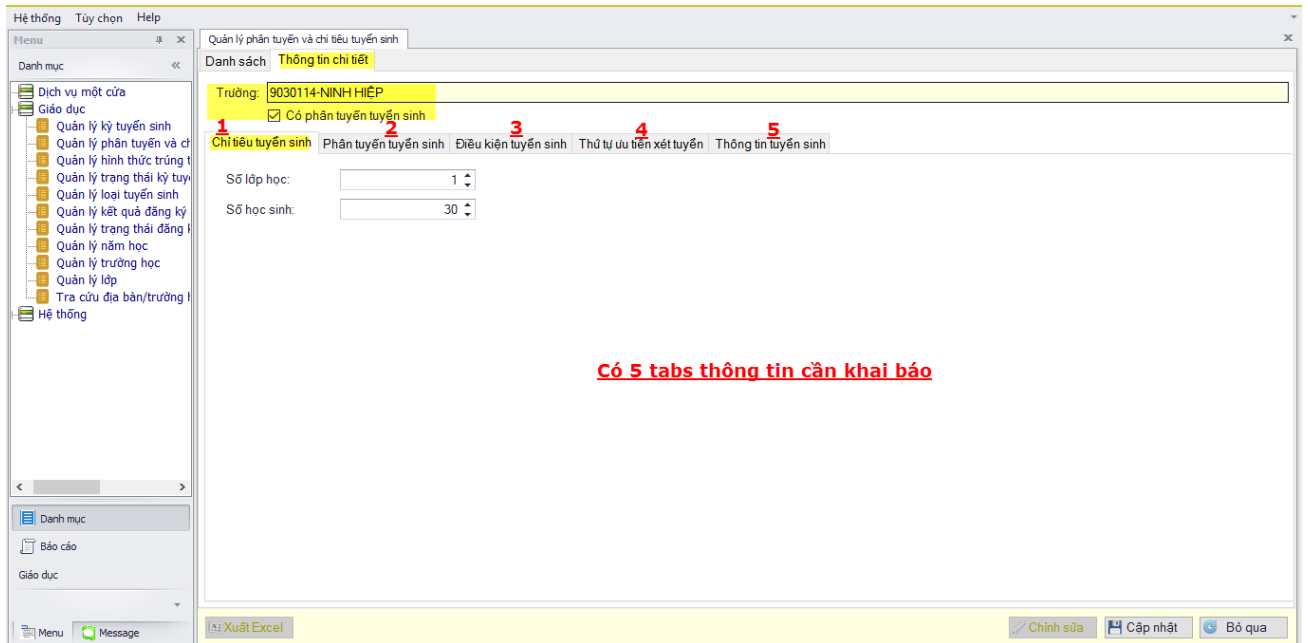 Hệ thống Tùy chọn Help
Menu
Quản lý phân tuyến và chỉ tiêu tuyển sinh
Danh mục
Danh sách Thông tin chi tiết
Dịch vụ một cửa
Giáo dục
Quản lý kỳ tuyển sinh
Quản lý phân tuyến và ch
Quản lý hình thức trúng t
Quản lý trạng thái kỳ tuyể
Quản lý loại tuyển sinh
Quản lý kết quả đăng ký
Quản lý trạng thái đăng k
Quản lý năm học
Quản lý trường học
Quản lý lớp
Tra cứu địa bàn/trường h
Hệ thống
Trường: 9030114-NINH HIỆP
Có phân tuyến tuyển sinh
1 2 3 4 5
Chỉ tiêu tuyển sinh Phân tuyến tuyển sinh Điều kiện tuyển sinh Thứ tự ưu tiên xét tuyển Thông tin tuyển sinh
Số lớp học: 1
Số học sinh: 30
Có 5 tabs thông tin cần khai báo
Danh mục
Báo cáo
Giáo dục
Menu Message
Xuất Excel Chỉnh sửa Cập nhật Bỏ qua